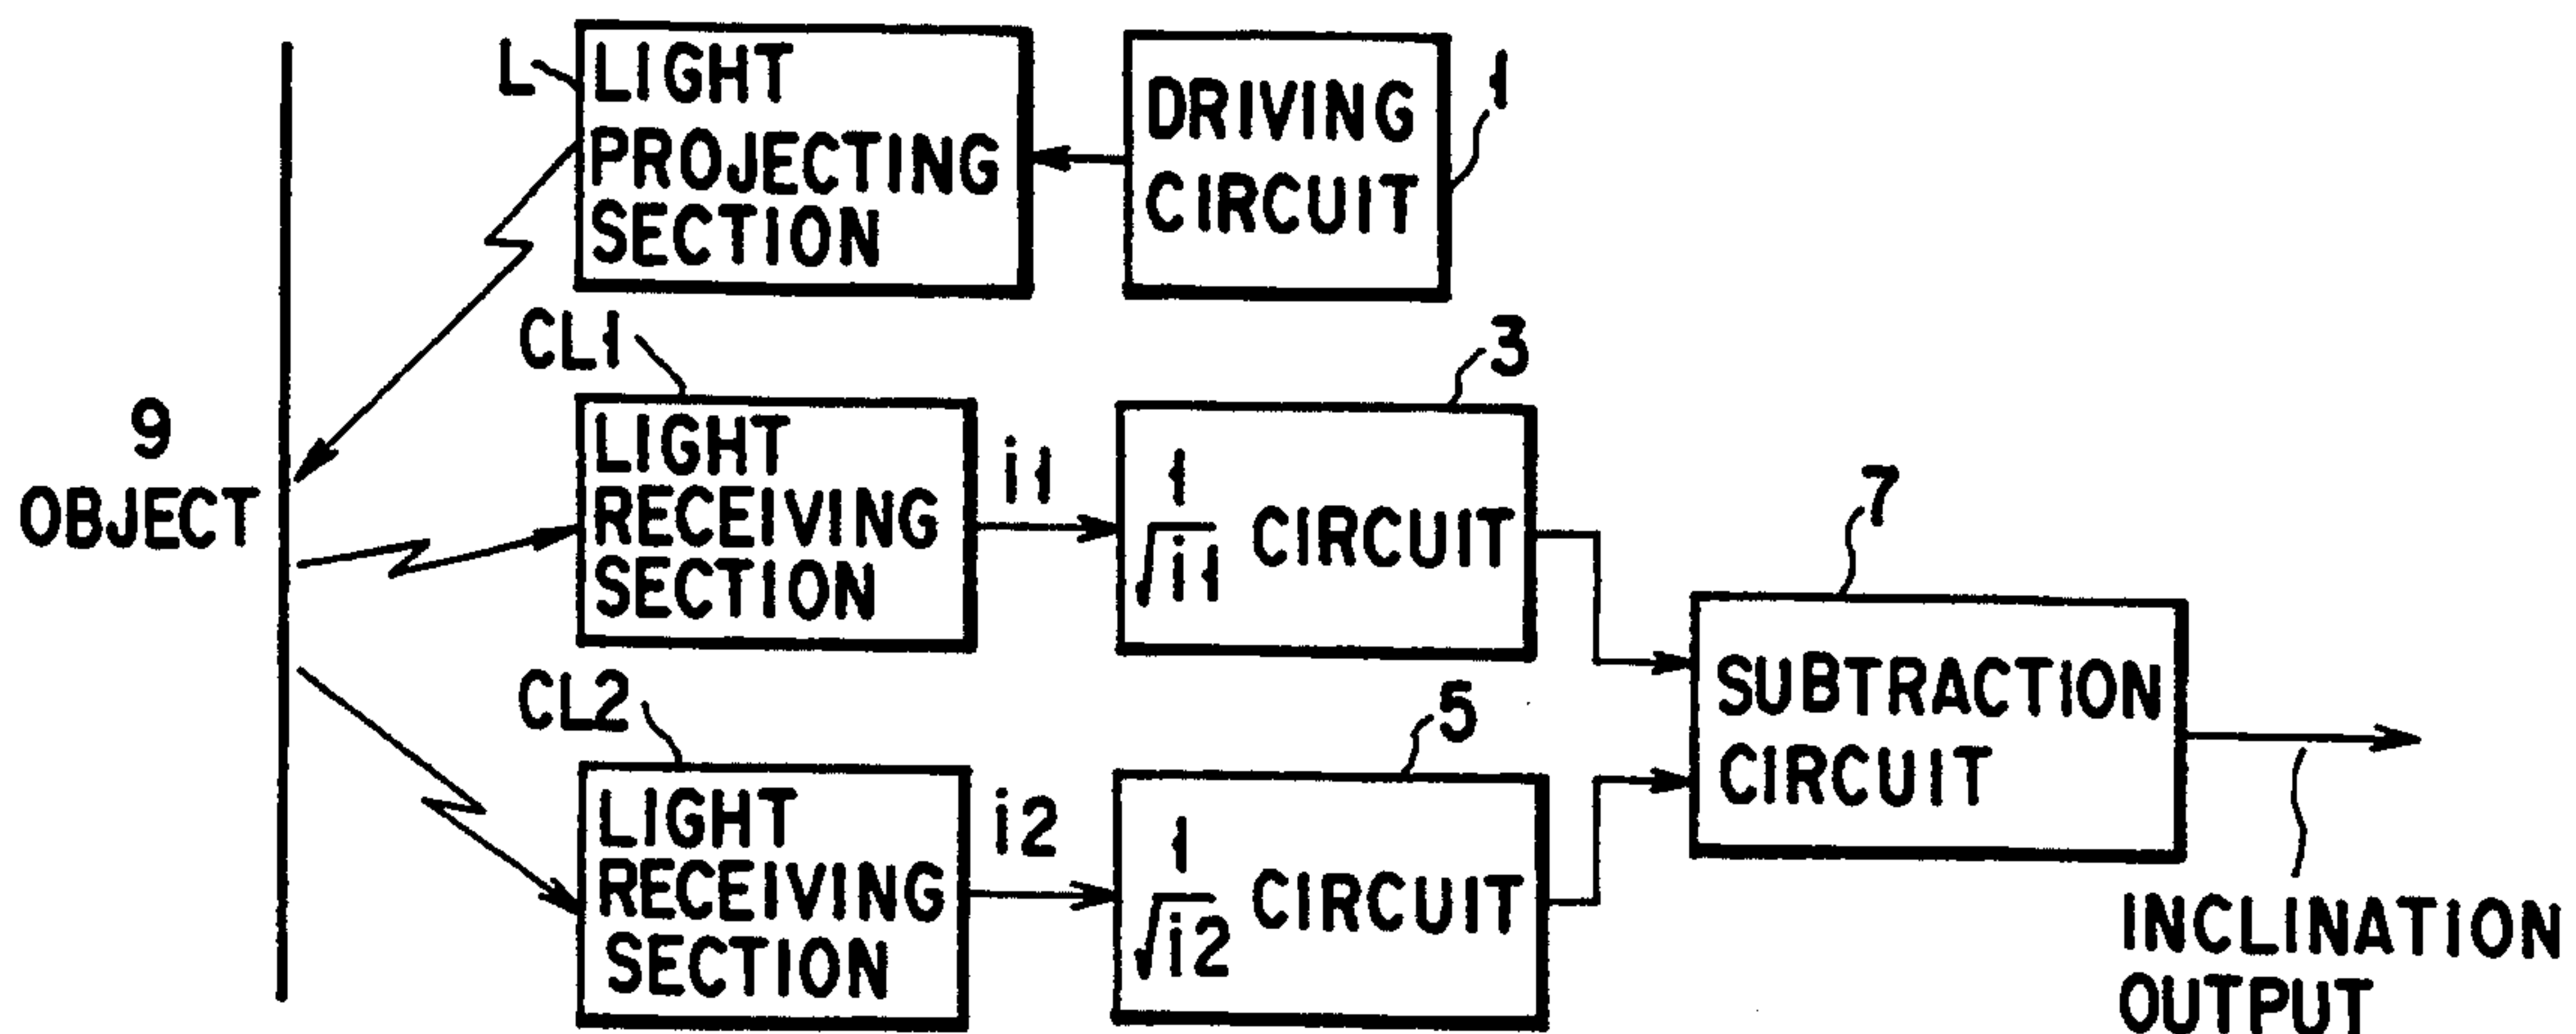 L
LIGHT
PROJECTING
SECTION
DRIVING
CIRCUIT
1
CL1
LIGHT
RECEIVING
SECTION
i1
1
√i1
CIRCUIT
3
9
OBJECT
CL2
LIGHT
RECEIVING
SECTION
i2
1
√i2
CIRCUIT
5
7
SUBTRACTION
CIRCUIT
INCLINATION
OUTPUT